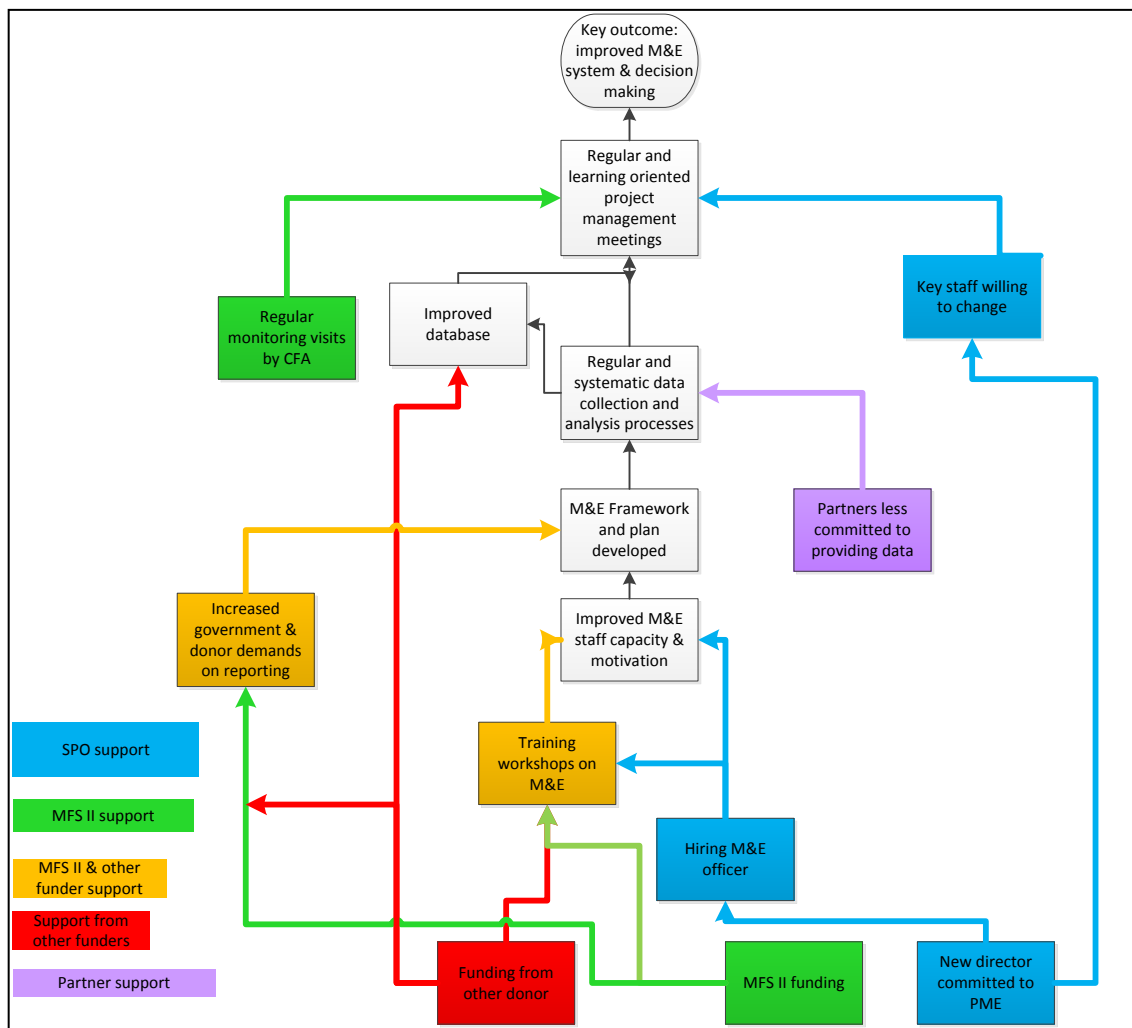 Key outcome:
improved M&E
system & decision
making
Regular and
learning oriented
project
management
meetings
Key staff willing
to change
Regular
monitoring visits
by CFA
Improved
database
Regular and
systematic data
collection and
analysis processes
M&E Framework
and plan
developed
Partners less
committed to
providing data
Increased
government &
donor demands
on reporting
Improved M&E
staff capacity &
motivation
Training
workshops on
M&E
SPO support
MFS II support
Hiring M&E
officer
MFS II & other
funder support
Support from
other funders
Partner support
Funding from
other donor
MFS II funding
New director
committed to
PME